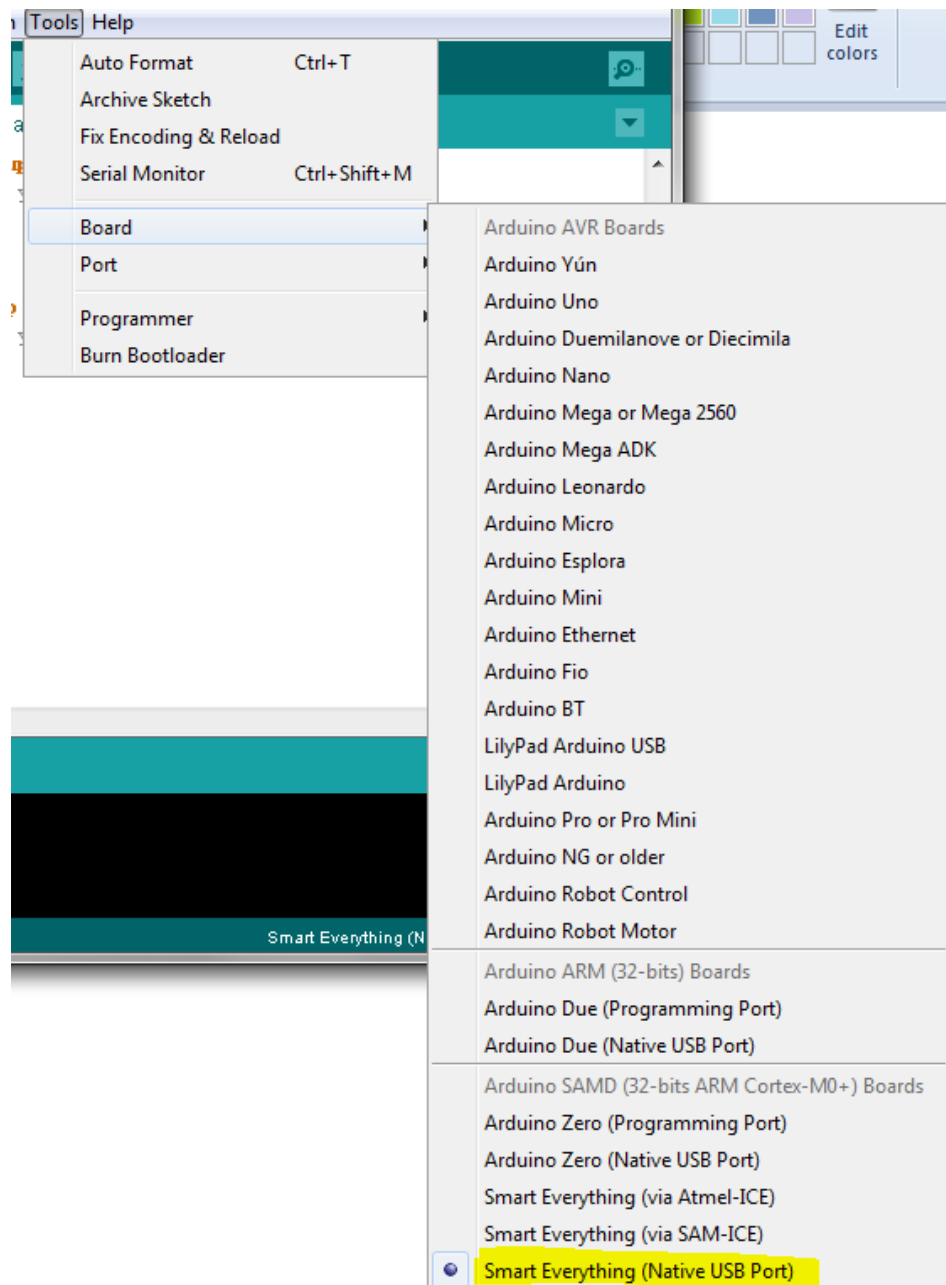 Tools Help
Edit
colors
Auto Format Ctrl+T
Archive Sketch
Fix Encoding & Reload
Serial Monitor Ctrl+Shift+M
Board
Port
Programmer
Burn Bootloader
Arduino AVR Boards
Arduino Yún
Arduino Uno
Arduino Duemilanove or Diecimila
Arduino Nano
Arduino Mega or Mega 2560
Arduino Mega ADK
Arduino Leonardo
Arduino Micro
Arduino Esplora
Arduino Mini
Arduino Ethernet
Arduino Fio
Arduino BT
LilyPad Arduino USB
LilyPad Arduino
Arduino Pro or Pro Mini
Arduino NG or older
Arduino Robot Control
Arduino Robot Motor
Smart Everything (N
Arduino ARM (32-bits) Boards
Arduino Due (Programming Port)
Arduino Due (Native USB Port)
Arduino SAMD (32-bits ARM Cortex-M0+) Boards
Arduino Zero (Programming Port)
Arduino Zero (Native USB Port)
Smart Everything (via Atmel-ICE)
Smart Everything (via SAM-ICE)
Smart Everything (Native USB Port)